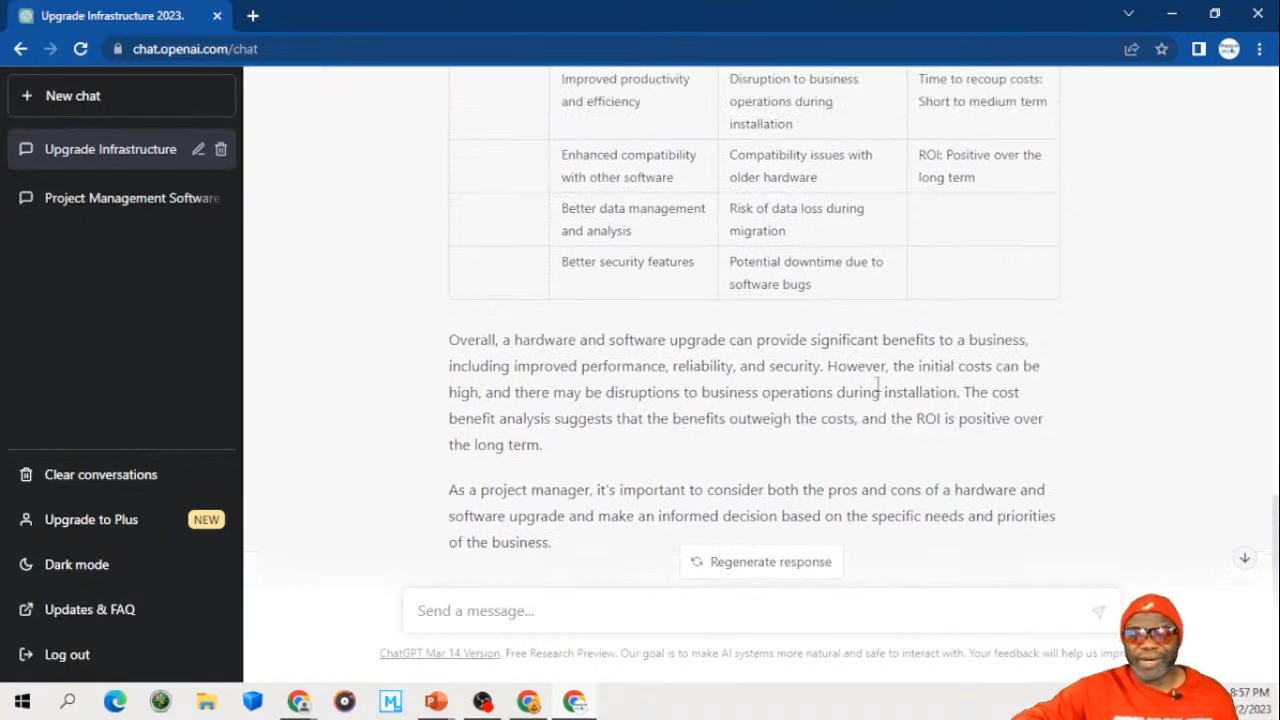 Upgrade Infrastructure 2023.
chat.openai.com/chat
New chat
Upgrade Infrastructure
Project Management Software
Clear conversations
Upgrade to Plus
NEW
Dark mode
Updates & FAQ
Log out
Improved productivity
and efficiency
Disruption to business
operations during
installation
Time to recoup costs:
Short to medium term
Enhanced compatibility
with other software
Compatibility issues with
older hardware
ROI: Positive over the
long term
Better data management
and analysis
Risk of data loss during
migration
Better security features
Potential downtime due to
software bugs
Overall, a hardware and software upgrade can provide significant benefits to a business,
including improved performance, reliability, and security. However, the initial costs can be
high, and there may be disruptions to business operations during installation. The cost
benefit analysis suggests that the benefits outweigh the costs, and the ROI is positive over
the long term.
As a project manager, it's important to consider both the pros and cons of a hardware and
software upgrade and make an informed decision based on the specific needs and priorities
of the business.
Regenerate response
Send a message...
ChatGPT Mar 14 Version. Free Research Preview. Our goal is to make AI systems more natural and safe to interact with. Your feedback will help us
8:57 PM
/2/2023